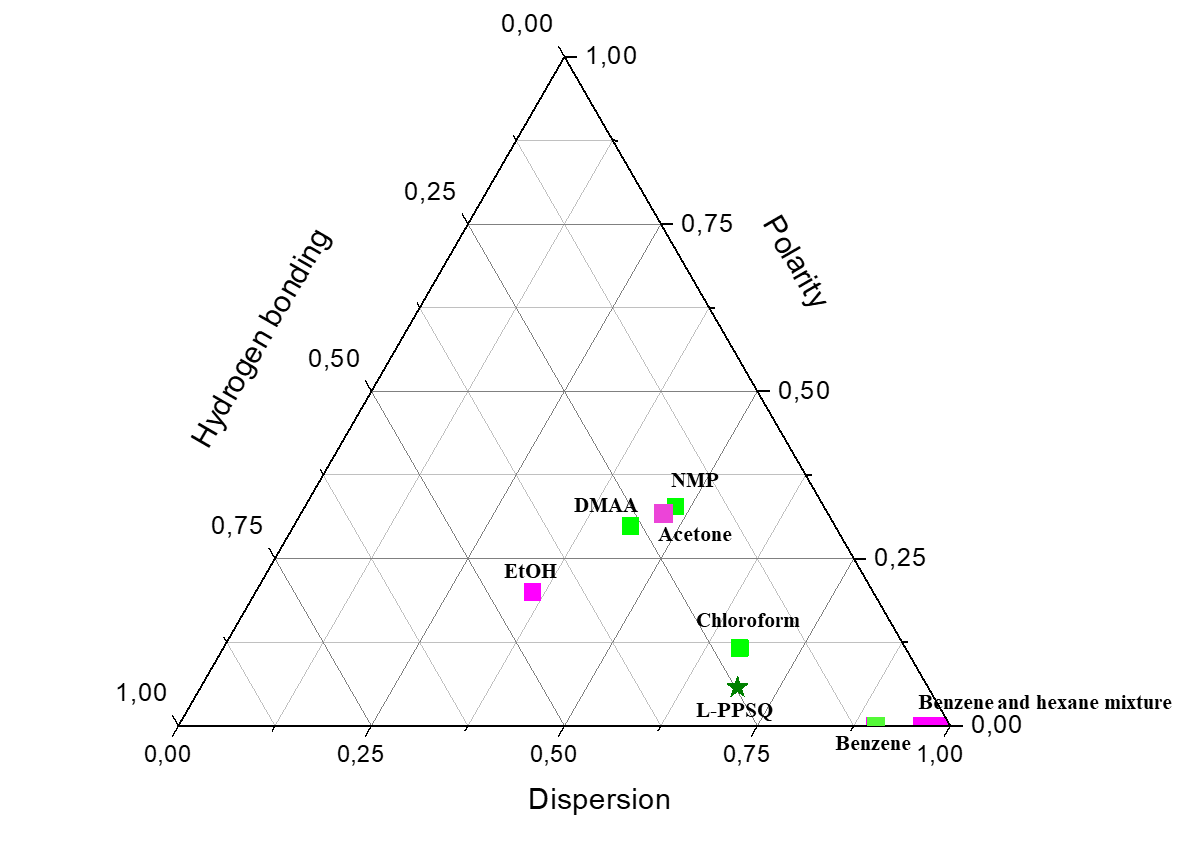 0,00
1,00
0,25
0,75
Polarity
Hydrogen bonding
0,50
0,50
NMP
DMAA
0,75
Acetone
0,25
EtOH
Chloroform
1,00
L-PPSQ
Benzene and hexane mixture
0,00
Benzene
0,00
0,25
0,50
0,75
1,00
Dispersion